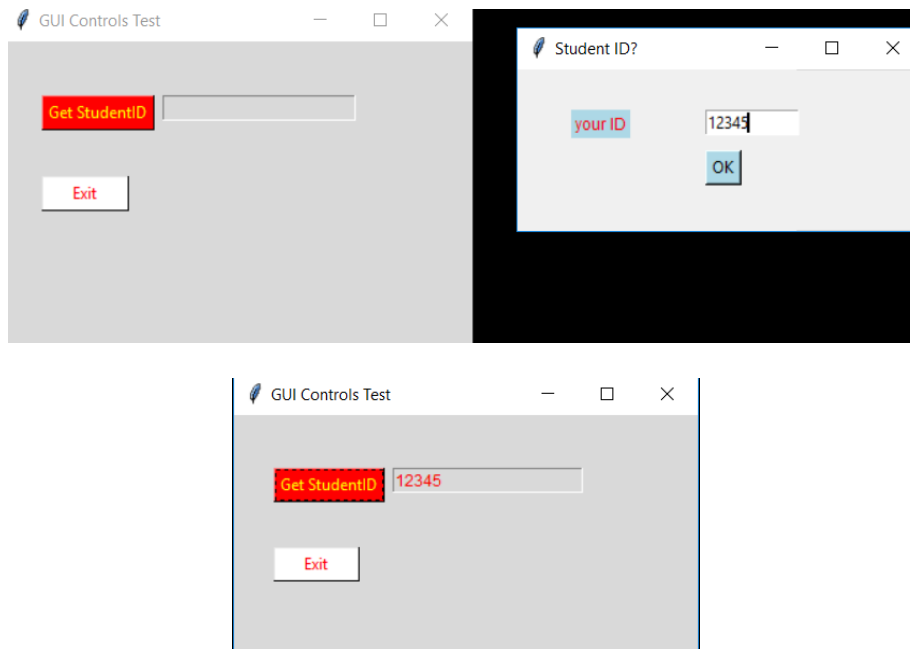 GUI Controls Test
Get StudentID
Exit
Student ID?
your ID
12345
OK
GUI Controls Test
Get StudentID
12345
Exit